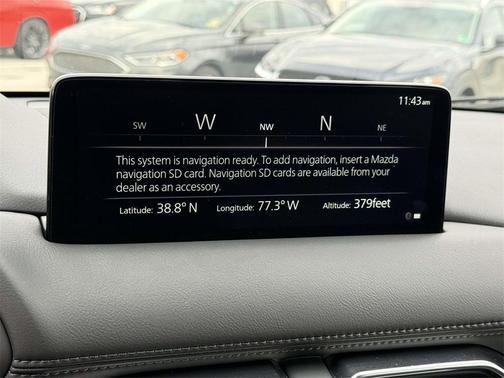 11:43am
SW W NW N NE
This system is navigation ready. To add navigation, insert a Mazda
navigation SD card. Navigation SD cards are available from your
dealer as an accessory.
Latitude: 38.8° N Longitude: 77.3° W Altitude: 379feet